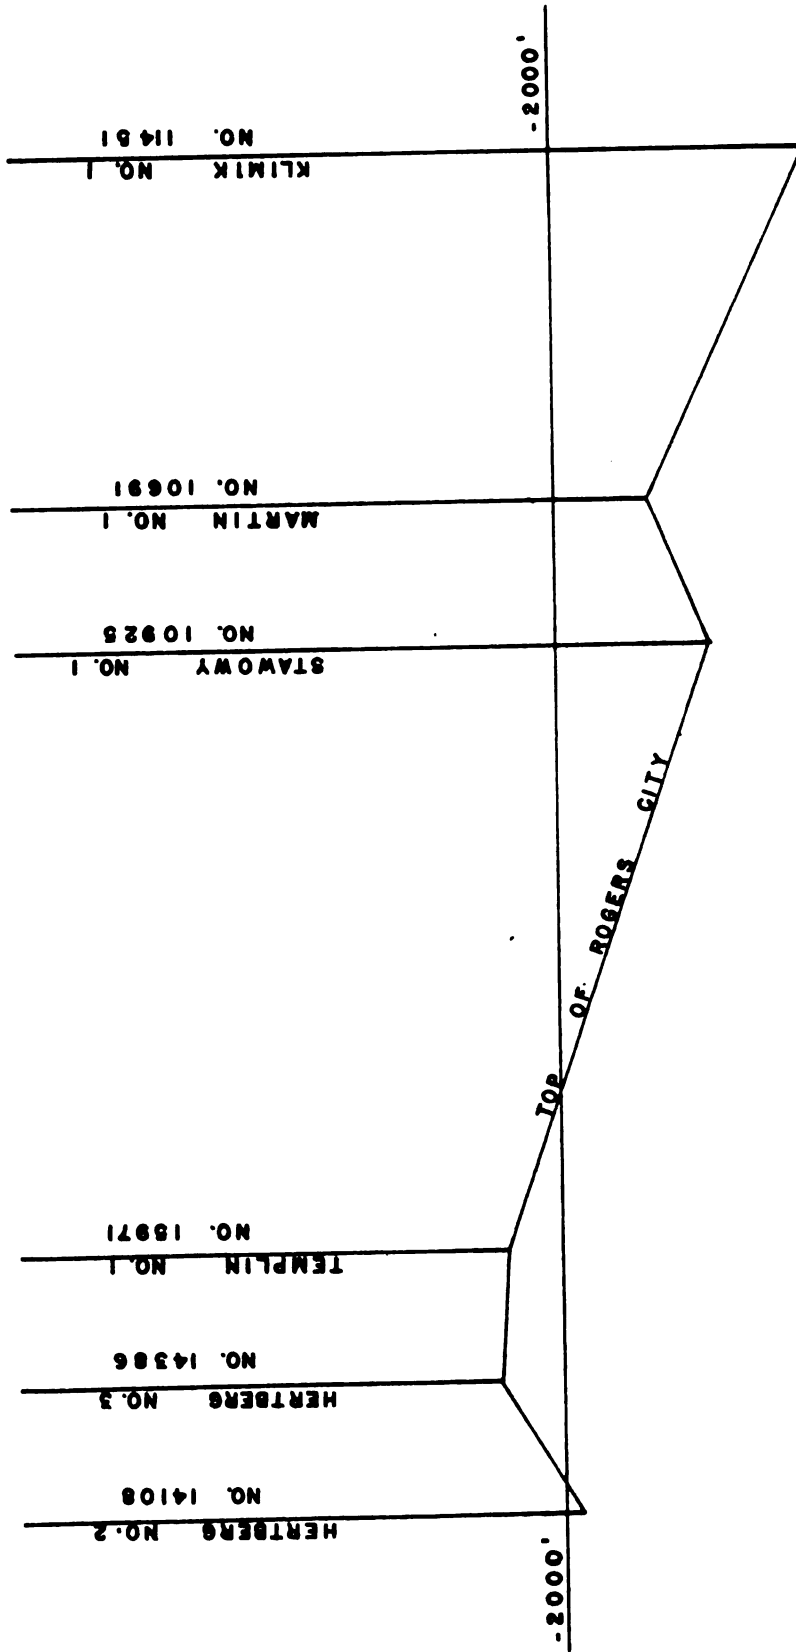 HERTBERG NO.2
NO. 14108
HERTBERG NO.3
NO. 14386
TEMPLIN NO.1
NO. 15971
STAWOWY NO.1
NO. 10925
MARTIN NO.1
NO. 10691
KLIMIK NO.1
NO. 11451
-2000'
-2000'
TOP OF ROGERS CITY